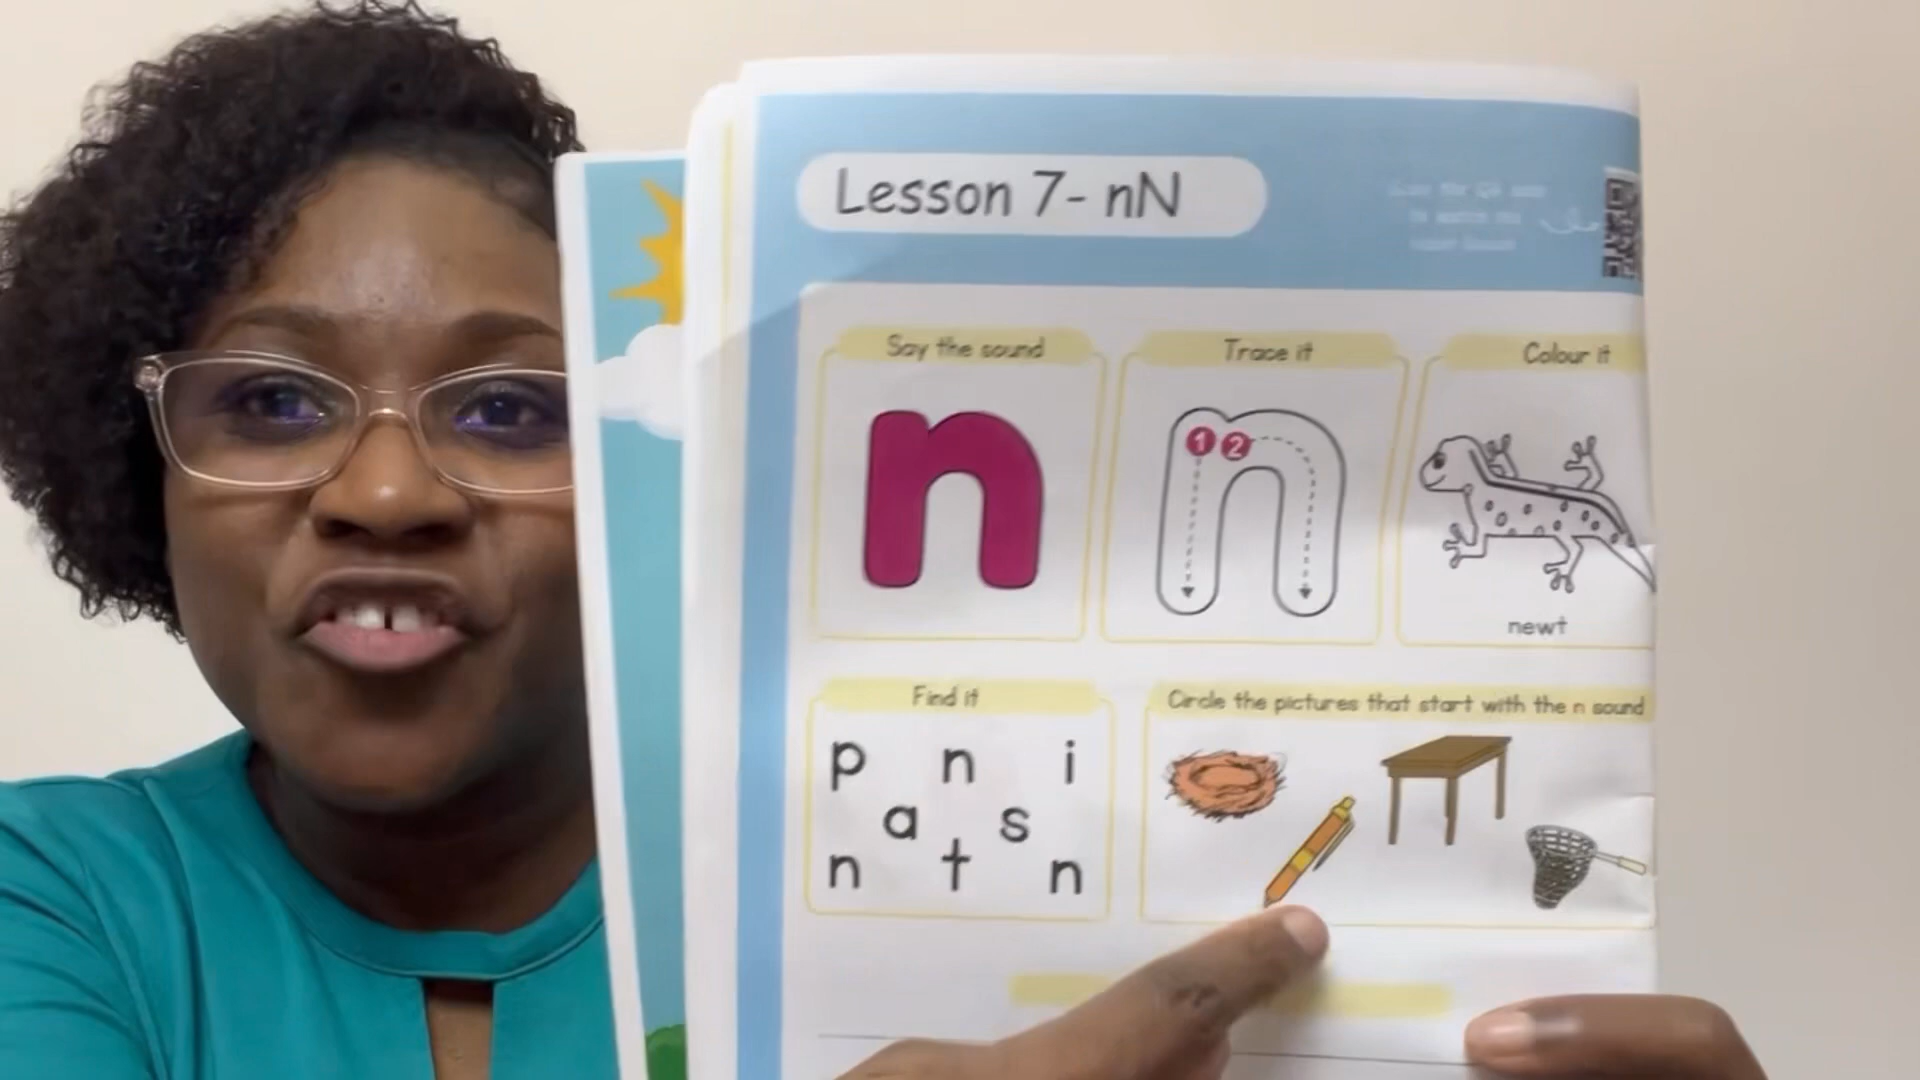 Lesson 7- nN
Say the sound
Trace it
Colour it
n
1 2
newt
Find it
Circle the pictures that start with the n sound
p n i
a s
n t n